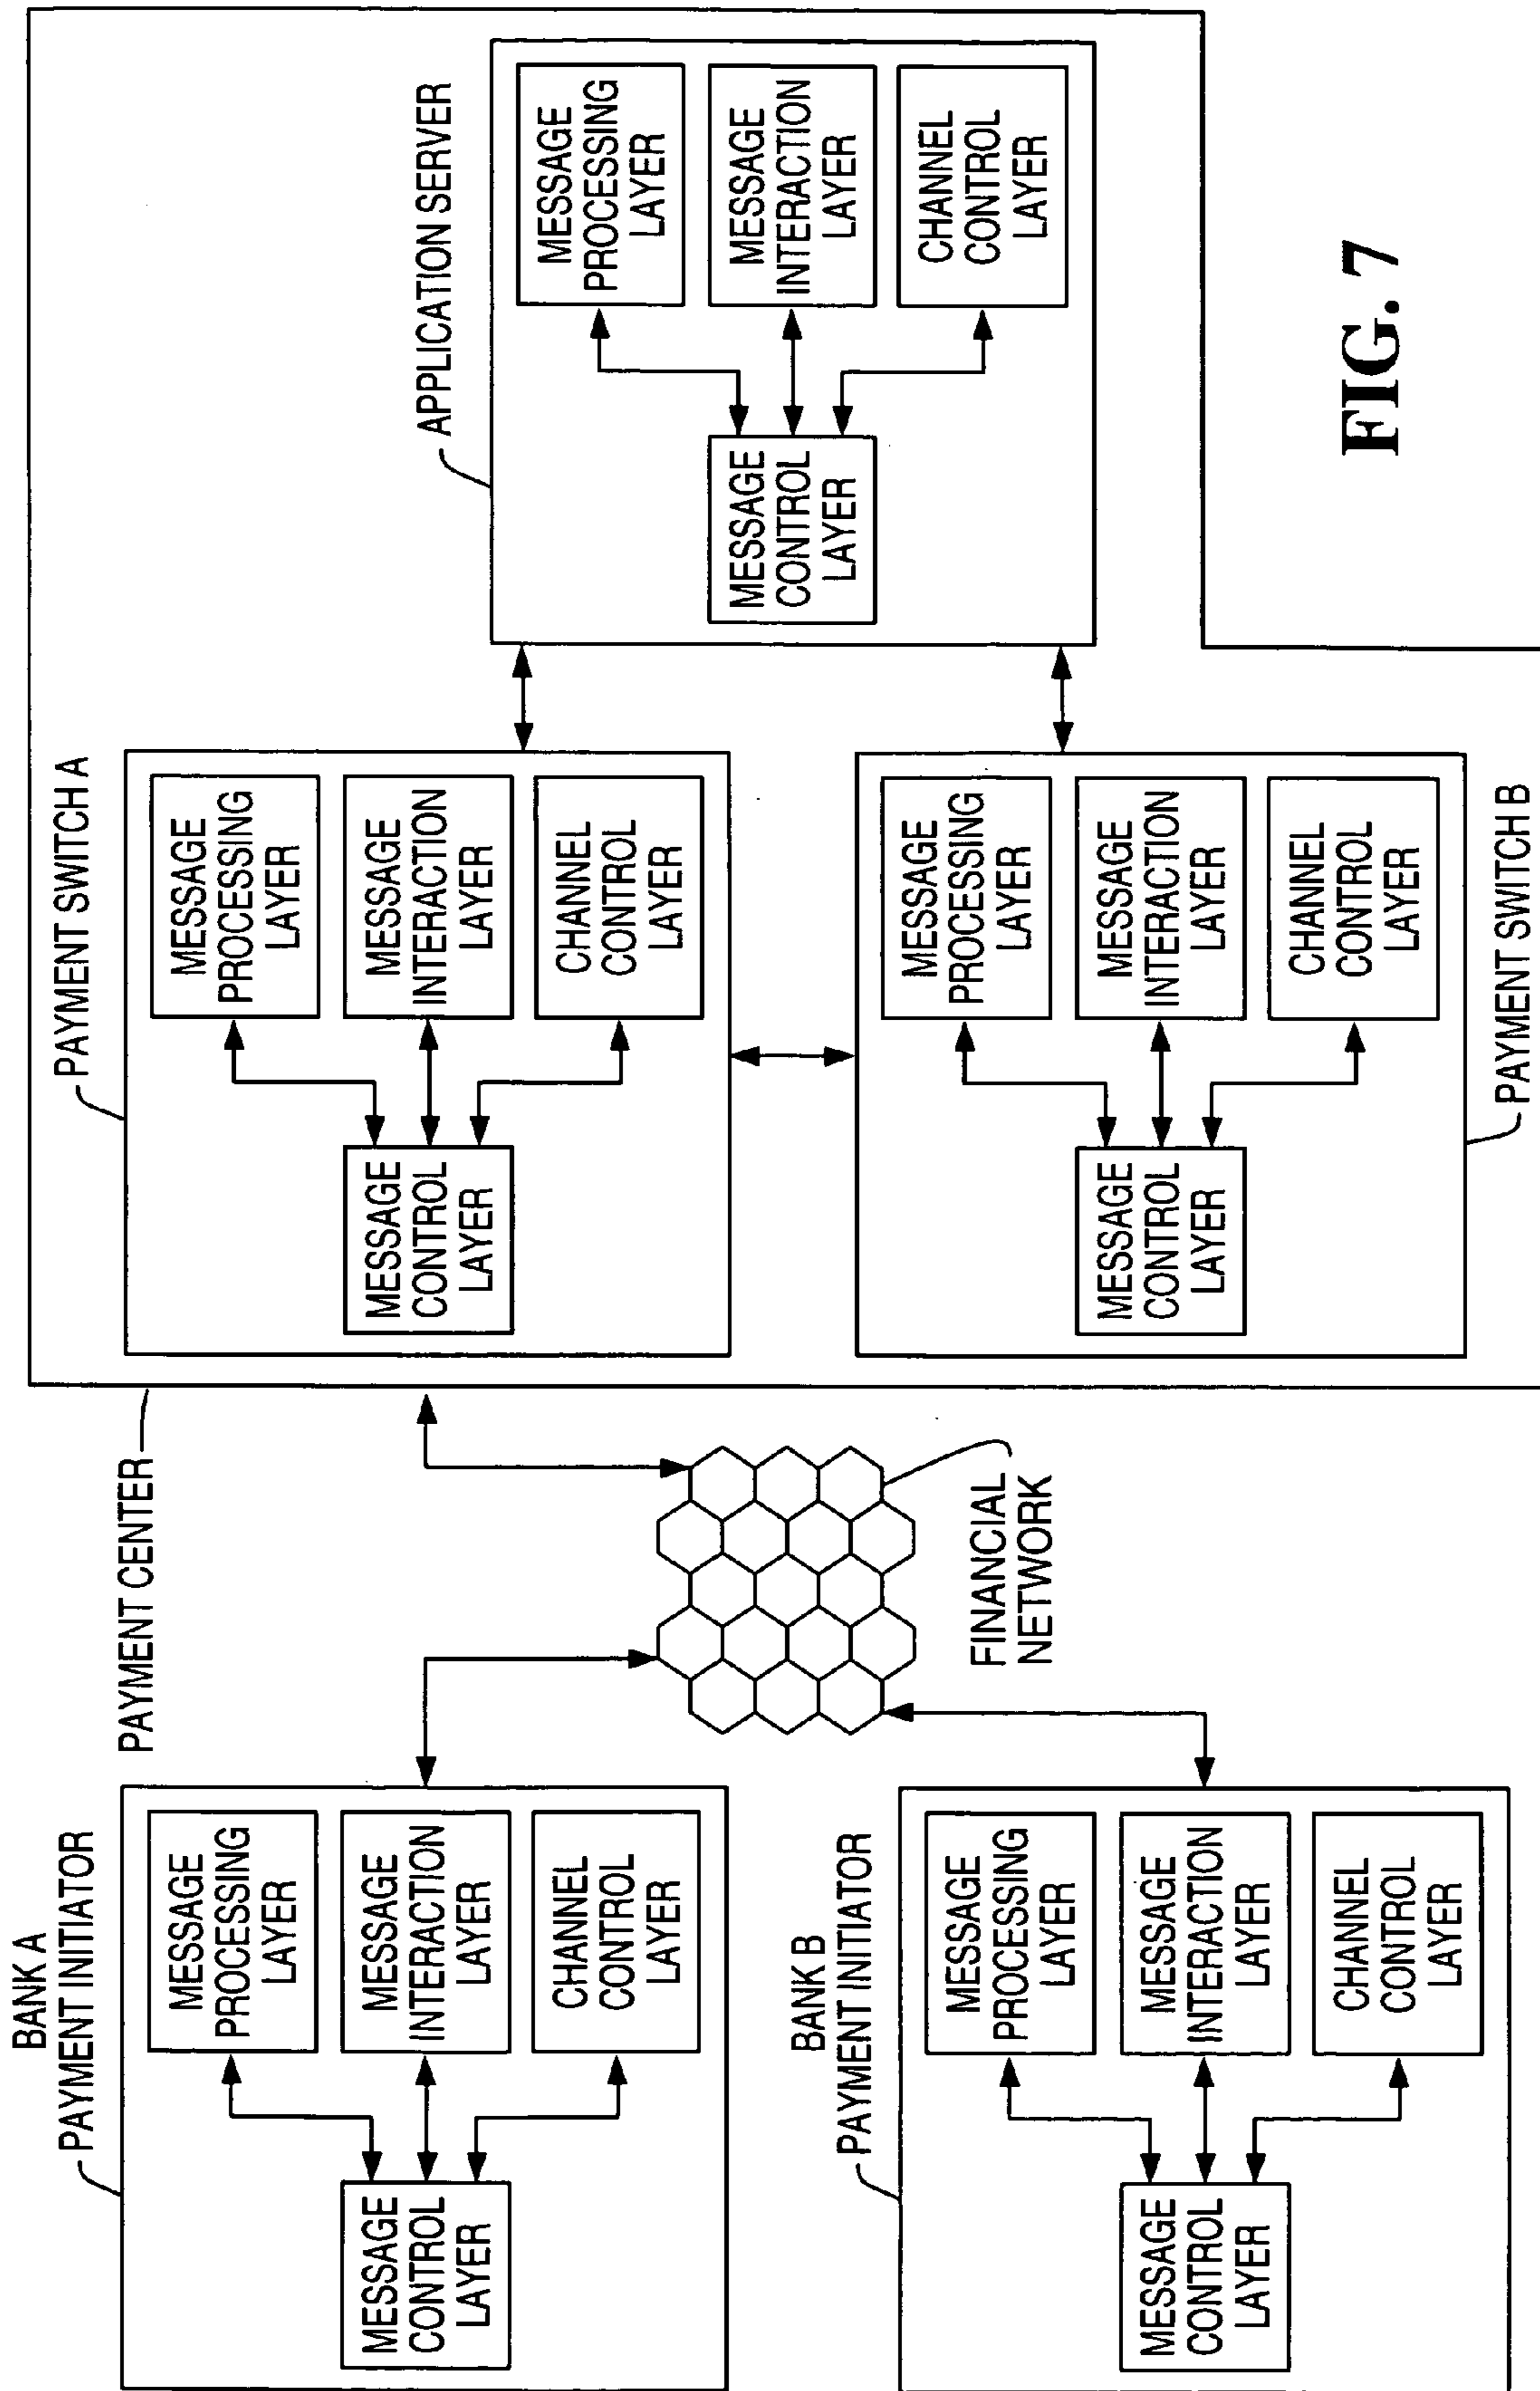 BANK A
PAYMENT INITIATOR
MESSAGE
CONTROL
LAYER
MESSAGE
PROCESSING
LAYER
MESSAGE
INTERACTION
LAYER
CHANNEL
CONTROL
LAYER
BANK B
PAYMENT INITIATOR
MESSAGE
CONTROL
LAYER
MESSAGE
PROCESSING
LAYER
MESSAGE
INTERACTION
LAYER
CHANNEL
CONTROL
LAYER
FINANCIAL
NETWORK
PAYMENT CENTER
PAYMENT SWITCH A
MESSAGE
CONTROL
LAYER
MESSAGE
PROCESSING
LAYER
MESSAGE
INTERACTION
LAYER
CHANNEL
CONTROL
LAYER
MESSAGE
CONTROL
LAYER
MESSAGE
PROCESSING
LAYER
MESSAGE
INTERACTION
LAYER
CHANNEL
CONTROL
LAYER
PAYMENT SWITCH B
APPLICATION SERVER
MESSAGE
CONTROL
LAYER
MESSAGE
PROCESSING
LAYER
MESSAGE
INTERACTION
LAYER
CHANNEL
CONTROL
LAYER
FIG. 7